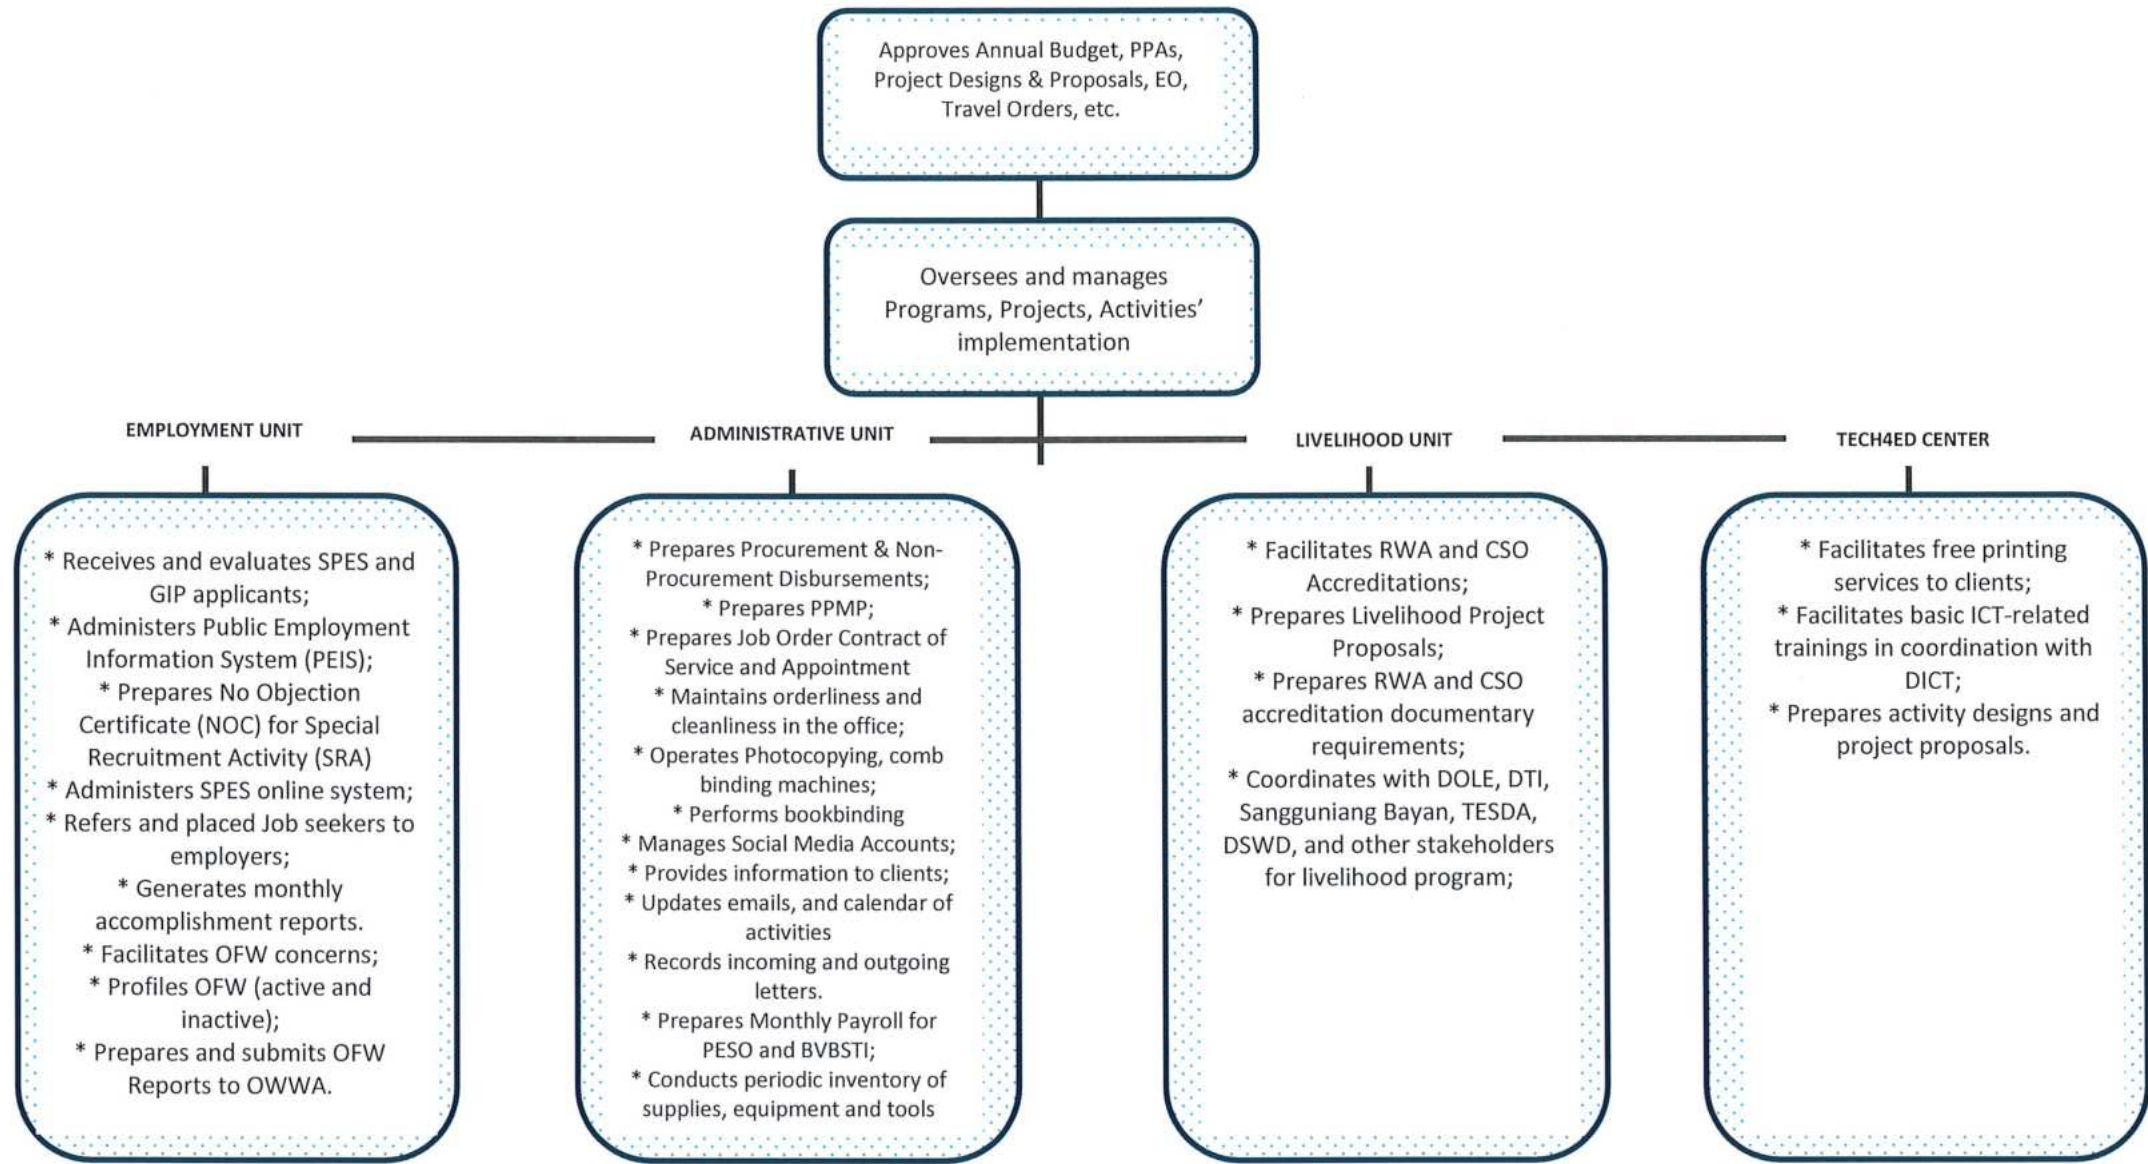 Approves Annual Budget, PPAs,
Project Designs & Proposals, EO,
Travel Orders, etc.
Oversees and manages
Programs, Projects, Activities’
implementation
EMPLOYMENT UNIT
* Receives and evaluates SPES and
GIP applicants;
* Administers Public Employment
Information System (PEIS);
* Prepares No Objection
Certificate (NOC) for Special
Recruitment Activity (SRA)
* Administers SPES online system;
* Refers and placed Job seekers to
employers;
* Generates monthly
accomplishment reports.
* Facilitates OFW concerns;
* Profiles OFW (active and
inactive);
* Prepares and submits OFW
Reports to OWWA.
ADMINISTRATIVE UNIT
* Prepares Procurement & Non-
Procurement Disbursements;
* Prepares PPMP;
* Prepares Job Order Contract of
Service and Appointment
* Maintains orderliness and
cleanliness in the office;
* Operates Photocopying, comb
binding machines;
* Performs bookbinding
* Manages Social Media Accounts;
* Provides information to clients;
* Updates emails, and calendar of
activities
* Records incoming and outgoing
letters.
* Prepares Monthly Payroll for
PESO and BVBSTI;
* Conducts periodic inventory of
supplies, equipment and tools
LIVELIHOOD UNIT
* Facilitates RWA and CSO
Accreditations;
* Prepares Livelihood Project
Proposals;
* Prepares RWA and CSO
accreditation documentary
requirements;
* Coordinates with DOLE, DTI,
Sangguniang Bayan, TESDA,
DSWD, and other stakeholders
for livelihood program;
TECH4ED CENTER
* Facilitates free printing
services to clients;
* Facilitates basic ICT-related
trainings in coordination with
DICT;
* Prepares activity designs and
project proposals.